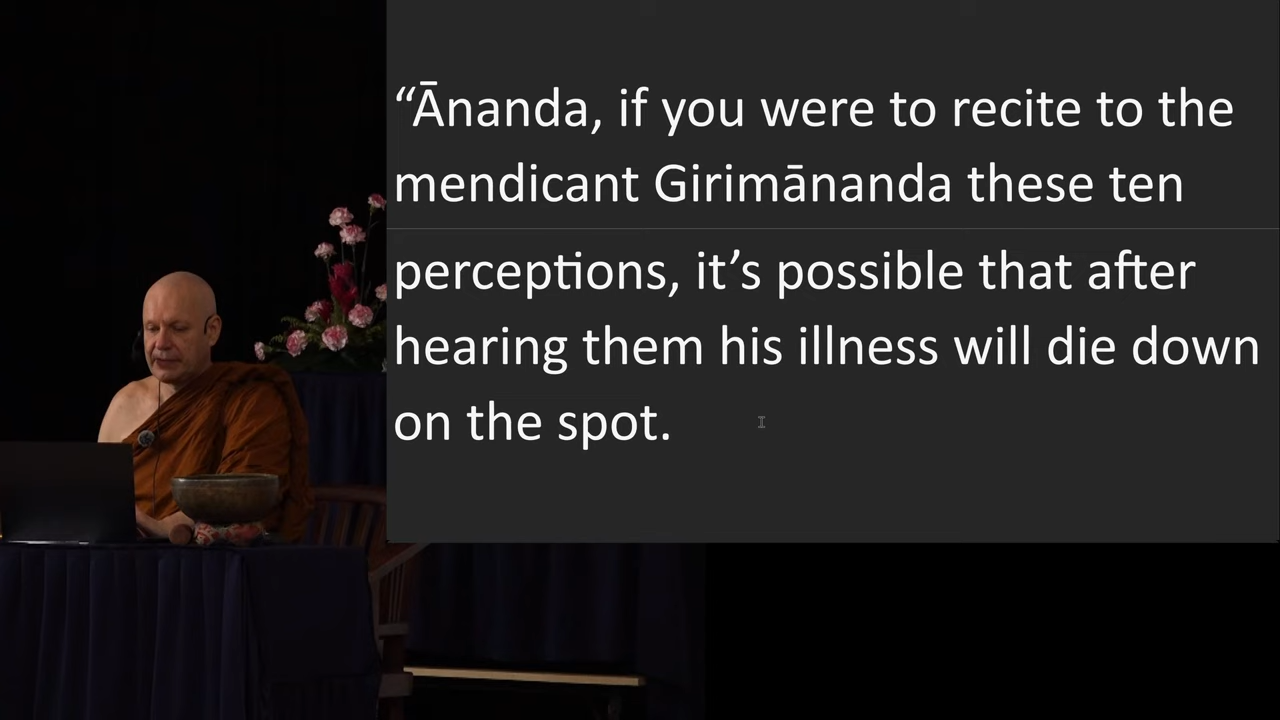 “Ānanda, if you were to recite to the
mendicant Girimānanda these ten
perceptions, it’s possible that after
hearing them his illness will die down
on the spot.